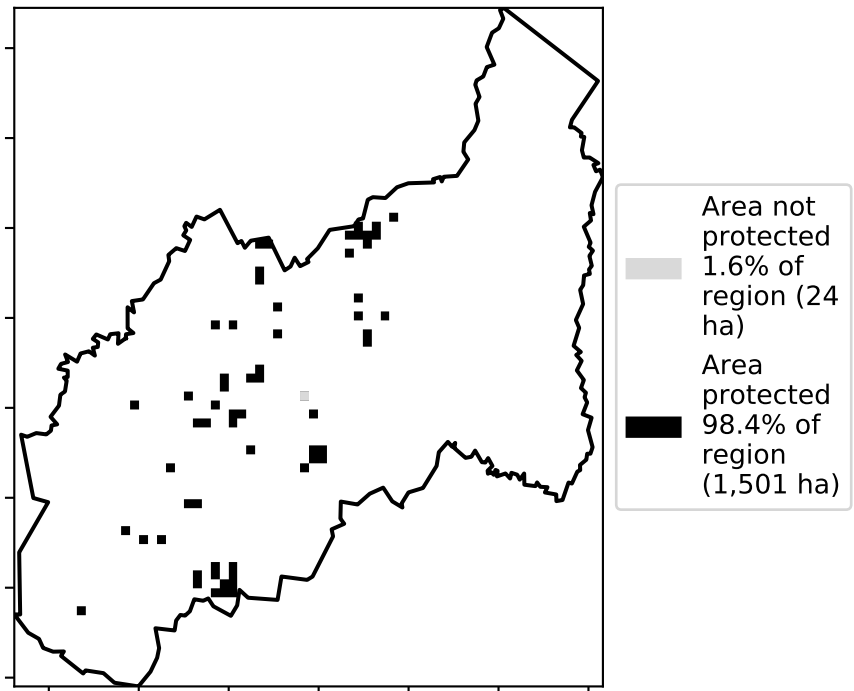 Area not
protected
1.6% of
region (24
ha)
Area
protected
98.4% of
region
(1,501 ha)